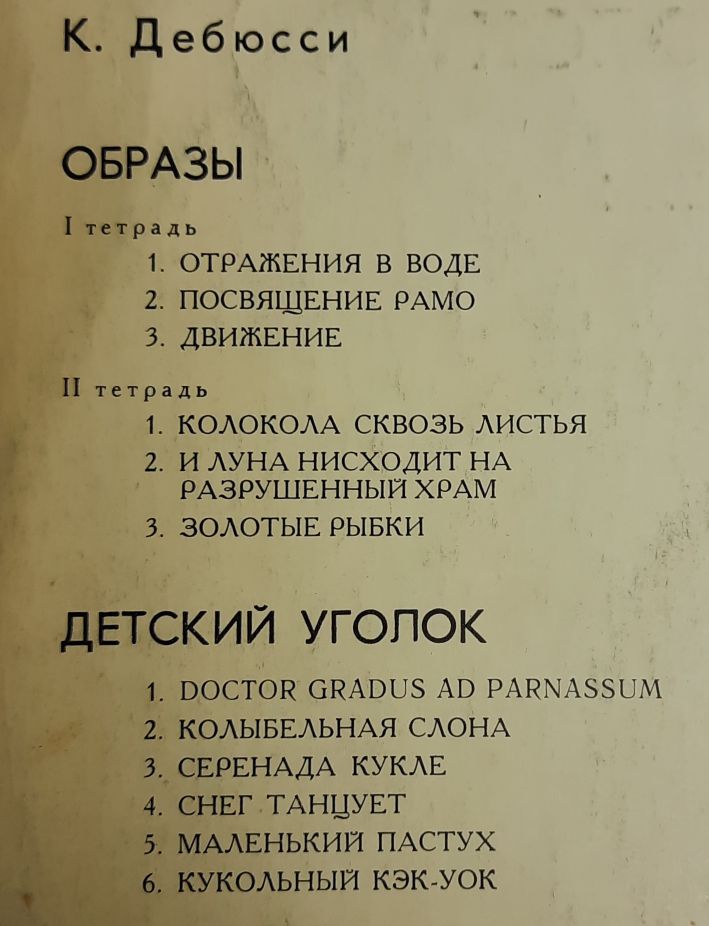 К. Дебюсси
ОБРАЗЫ
I тетрадь
1. ОТРАЖЕНИЯ В ВОДЕ
2. ПОСВЯЩЕНИЕ РАМО
3. ДВИЖЕНИЕ
II тетрадь
1. КОЛОКОЛА СКВОЗЬ ЛИСТЬЯ
2. И ЛУНА НИСХОДИТ НА
РАЗРУШЕННЫЙ ХРАМ
3. ЗОЛОТЫЕ РЫБКИ
ДЕТСКИЙ УГОЛОК
1. DOCTOR GRADUS AD PARNASSUM
2. КОЛЫБЕЛЬНАЯ СЛОНА
3. СЕРЕНАДА КУКЛЕ
4. СНЕГ ТАНЦУЕТ
5. МАЛЕНЬКИЙ ПАСТУХ
6. КУКОЛЬНЫЙ КЭК-УОК